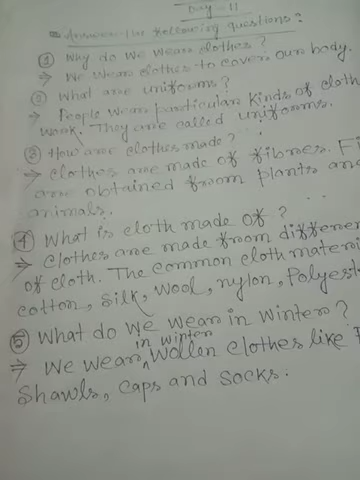 Day - 11
Answer the following questions:
① Why do we wear clothes?
⇒ We wear clothes to cover our body.
② What are uniforms?
⇒ People wear particular kinds of cloth
work. They are called uniforms.
③ How are clothes made?
⇒ Clothes are made of fibres. Fi
are obtained from plants and
animals.
④ What is cloth made of?
⇒ Clothes are made from differen
of cloth. The common cloth materi
cotton, silk, wool, nylon, Polyest
⑤ What do we wear in winter?
⇒ We wear in winter wollen clothes like
Shawls, caps and socks.